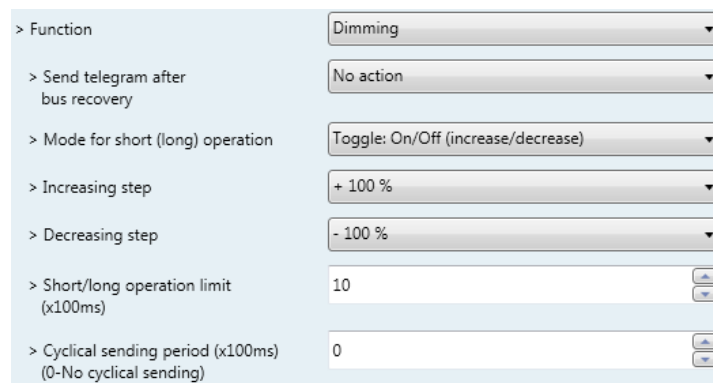 > Function Dimming
> Send telegram after No action
bus recovery
> Mode for short (long) operation Toggle: On/Off (increase/decrease)
> Increasing step + 100 %
> Decreasing step - 100 %
> Short/long operation limit 10
(x100ms)
> Cyclical sending period (x100ms) 0
(0-No cyclical sending)